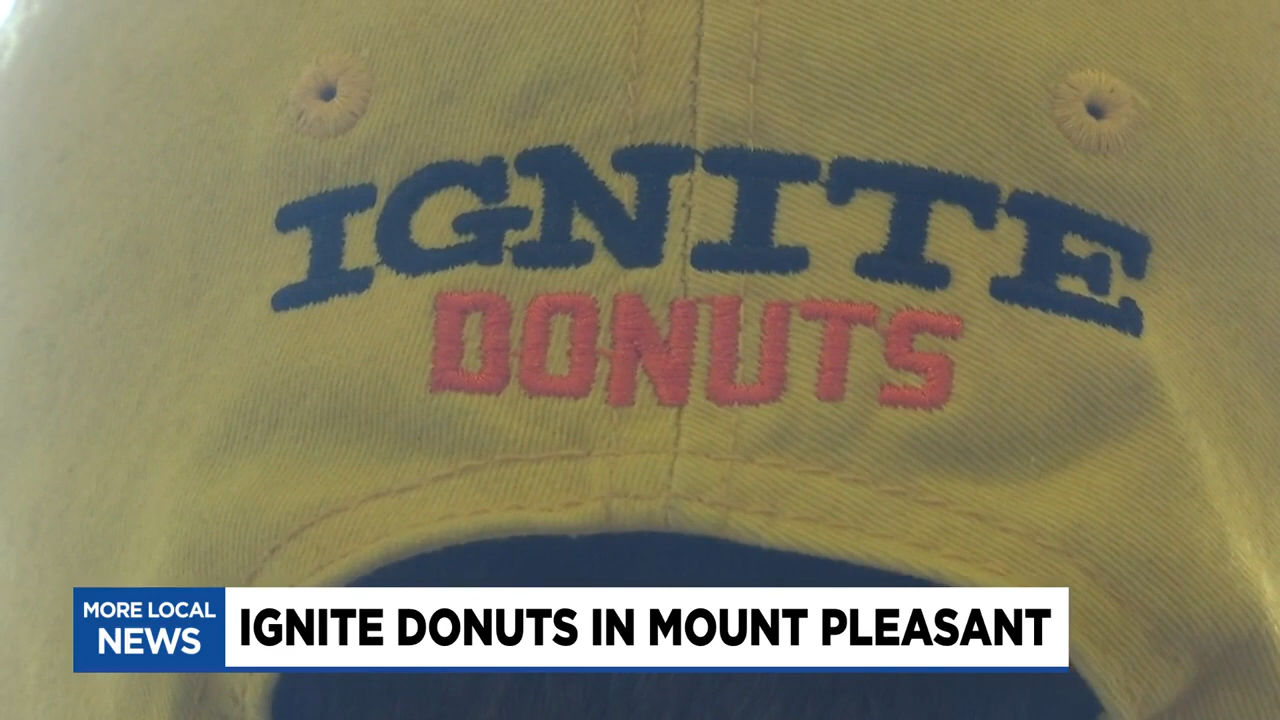 IGNITE
DONUTS
MORE LOCAL
NEWS
IGNITE DONUTS IN MOUNT PLEASANT